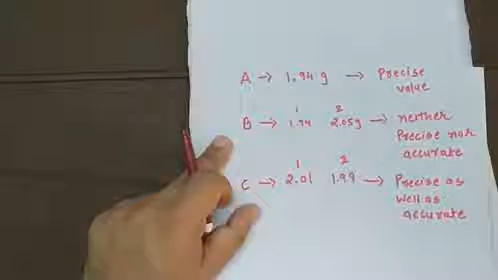 A → 1.94 g → Precise
value
1 2
B → 1.94 2.05g → neither
Precise nor
accurate
1 2
C → 2.01 1.99 → Precise as
well as
accurate